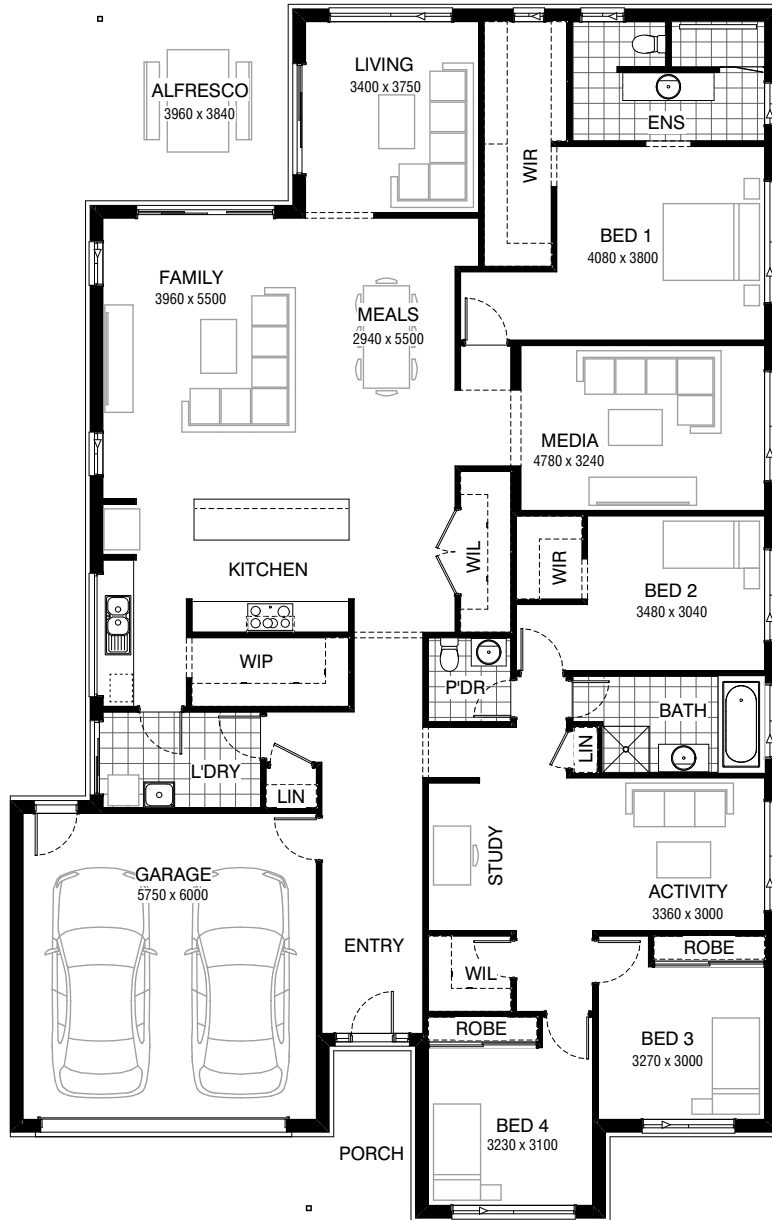 LIVING
3400 x 3750
ALFRESCO
3960 x 3840
ENS
WIR
BED 1
4080 x 3800
FAMILY
3960 x 5500
MEALS
2940 x 5500
MEDIA
4780 x 3240
KITCHEN
WIL
WIR
BED 2
3480 x 3040
WIP
P'DR
BATH
L'DRY
LIN
LIN
STUDY
GARAGE
5750 x 6000
ACTIVITY
3360 x 3000
ENTRY
WIL
ROBE
ROBE
BED 3
3270 x 3000
BED 4
3230 x 3100
PORCH